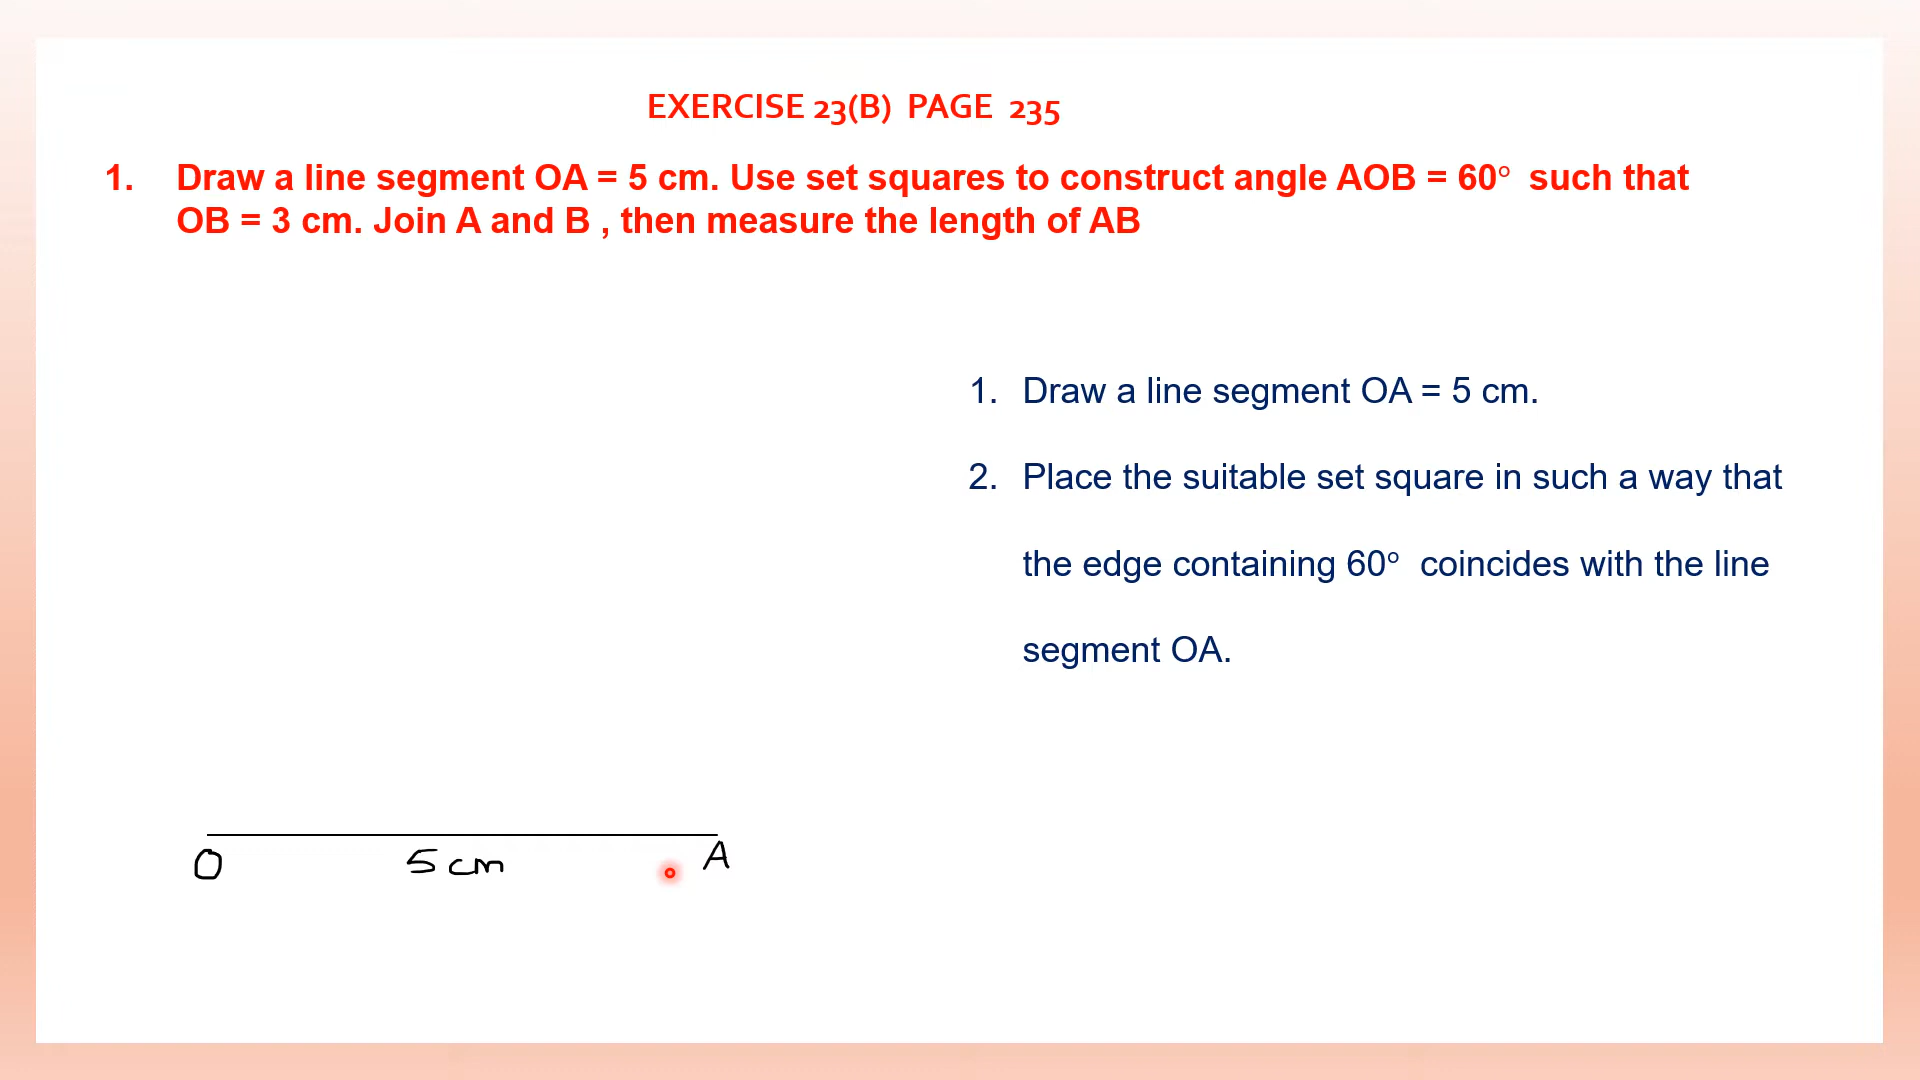 EXERCISE 23(B) PAGE 235
1. Draw a line segment OA = 5 cm. Use set squares to construct angle AOB = 60° such that
OB = 3 cm. Join A and B , then measure the length of AB
1. Draw a line segment OA = 5 cm.
2. Place the suitable set square in such a way that
the edge containing 60° coincides with the line
segment OA.
O 5 cm A